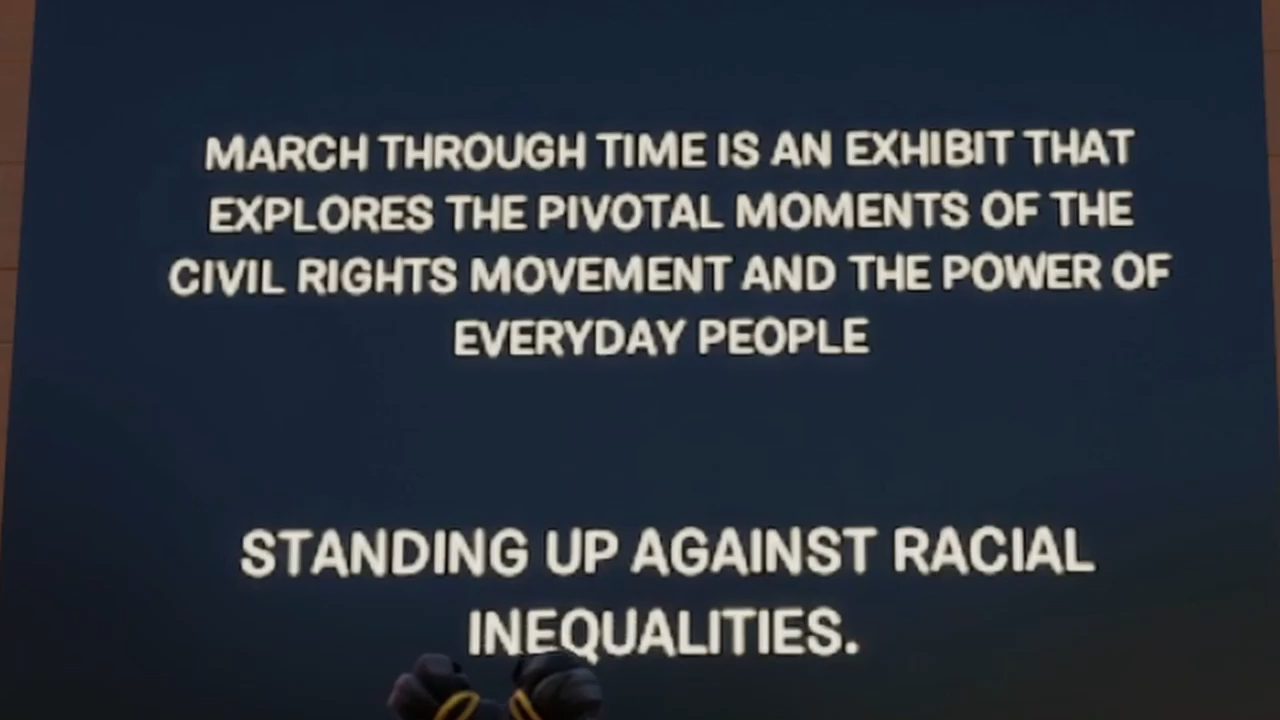 MARCH THROUGH TIME IS AN EXHIBIT THAT
EXPLORES THE PIVOTAL MOMENTS OF THE
CIVIL RIGHTS MOVEMENT AND THE POWER OF
EVERYDAY PEOPLE
STANDING UP AGAINST RACIAL
INEQUALITIES.